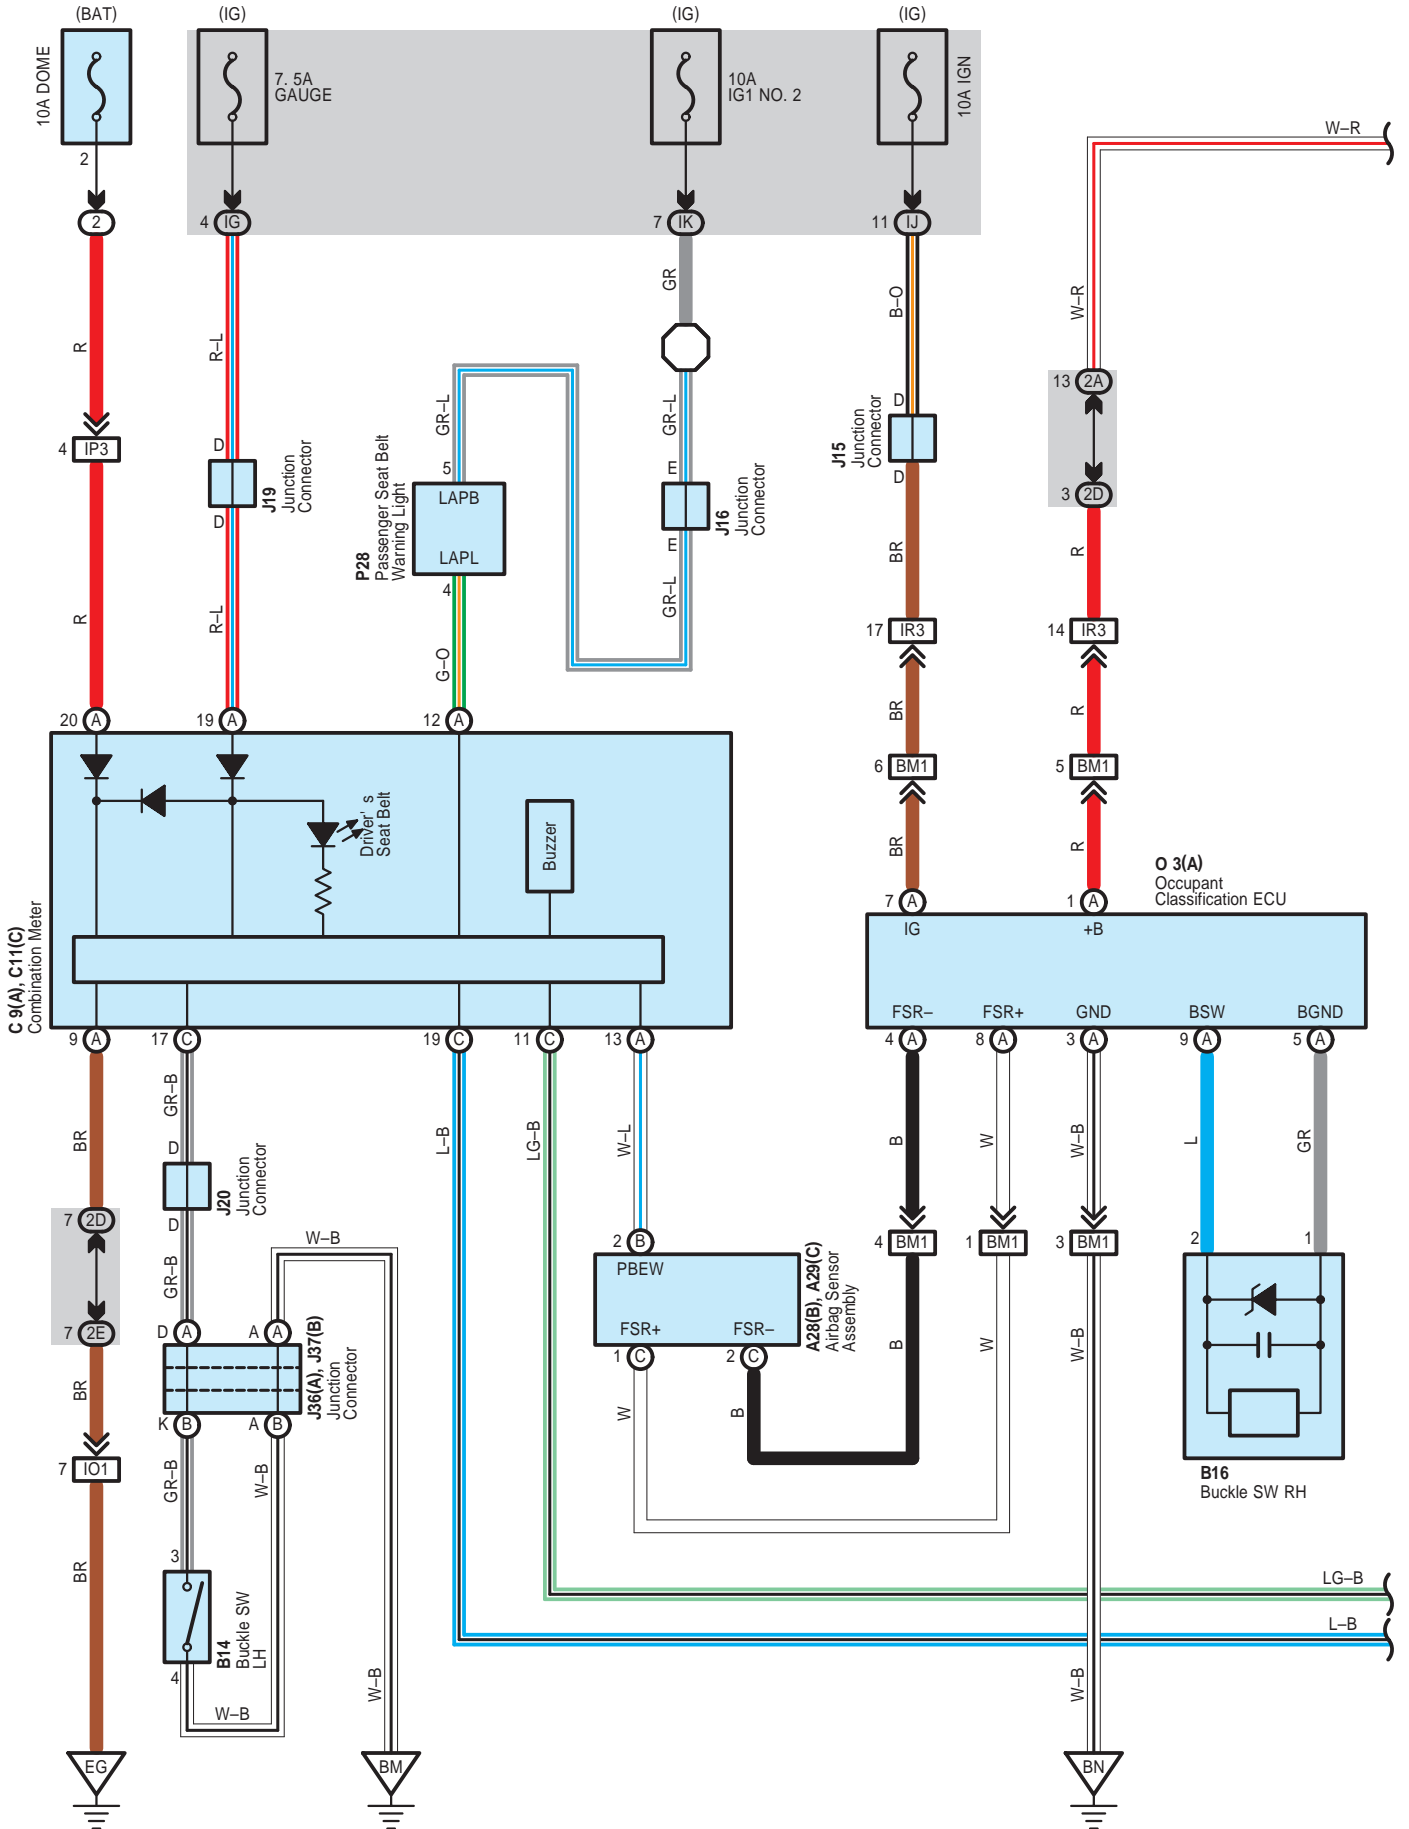 (BAT)
(IG)
(IG)
(IG)
10A DOME
7. 5A
GAUGE
10A
IG1 NO. 2
10A IGN
2
2
4 IG
7 IK
11 IJ
W–R
R
R–L
GR
B–O
W–R
13 2A
3 2D
4 IP3
D
J19
Junction
Connector
D
GR–L
5
LAPB
LAPL
4
P28
Passenger Seat Belt
Warning Light
GR–L
E
J16
Junction
Connector
E
GR–L
D
J15
Junction
Connector
D
R
R–L
G–O
BR
R
17 IR3
14 IR3
BR
R
6 BM1
5 BM1
BR
R
20 A
19 A
12 A
Driver' s
Seat Belt
Buzzer
C 9(A), C11(C)
Combination Meter
O 3(A)
Occupant
Classification ECU
7 A
1 A
IG
+B
FSR–
FSR+
GND
BSW
BGND
9 A
17 C
19 C
11 C
13 A
4 A
8 A
3 A
9 A
5 A
BR
GR–B
L–B
LG–B
W–L
B
W
W–B
L
GR
D
J20
Junction
Connector
D
7 2D
7 2E
GR–B
W–B
2 B
PBEW
FSR+
FSR–
A28(B), A29(C)
Airbag Sensor
Assembly
1 C
2 C
4 BM1
1 BM1
3 BM1
2
1
B16
Buckle SW RH
D A
A A
J36(A), J37(B)
Junction
Connector
K B
A B
BR
7 IO1
GR–B
W–B
W
B
B
W
W–B
BR
3
B14
Buckle SW
LH
4
W–B
W–B
LG–B
L–B
W–B
EG
BM
BN